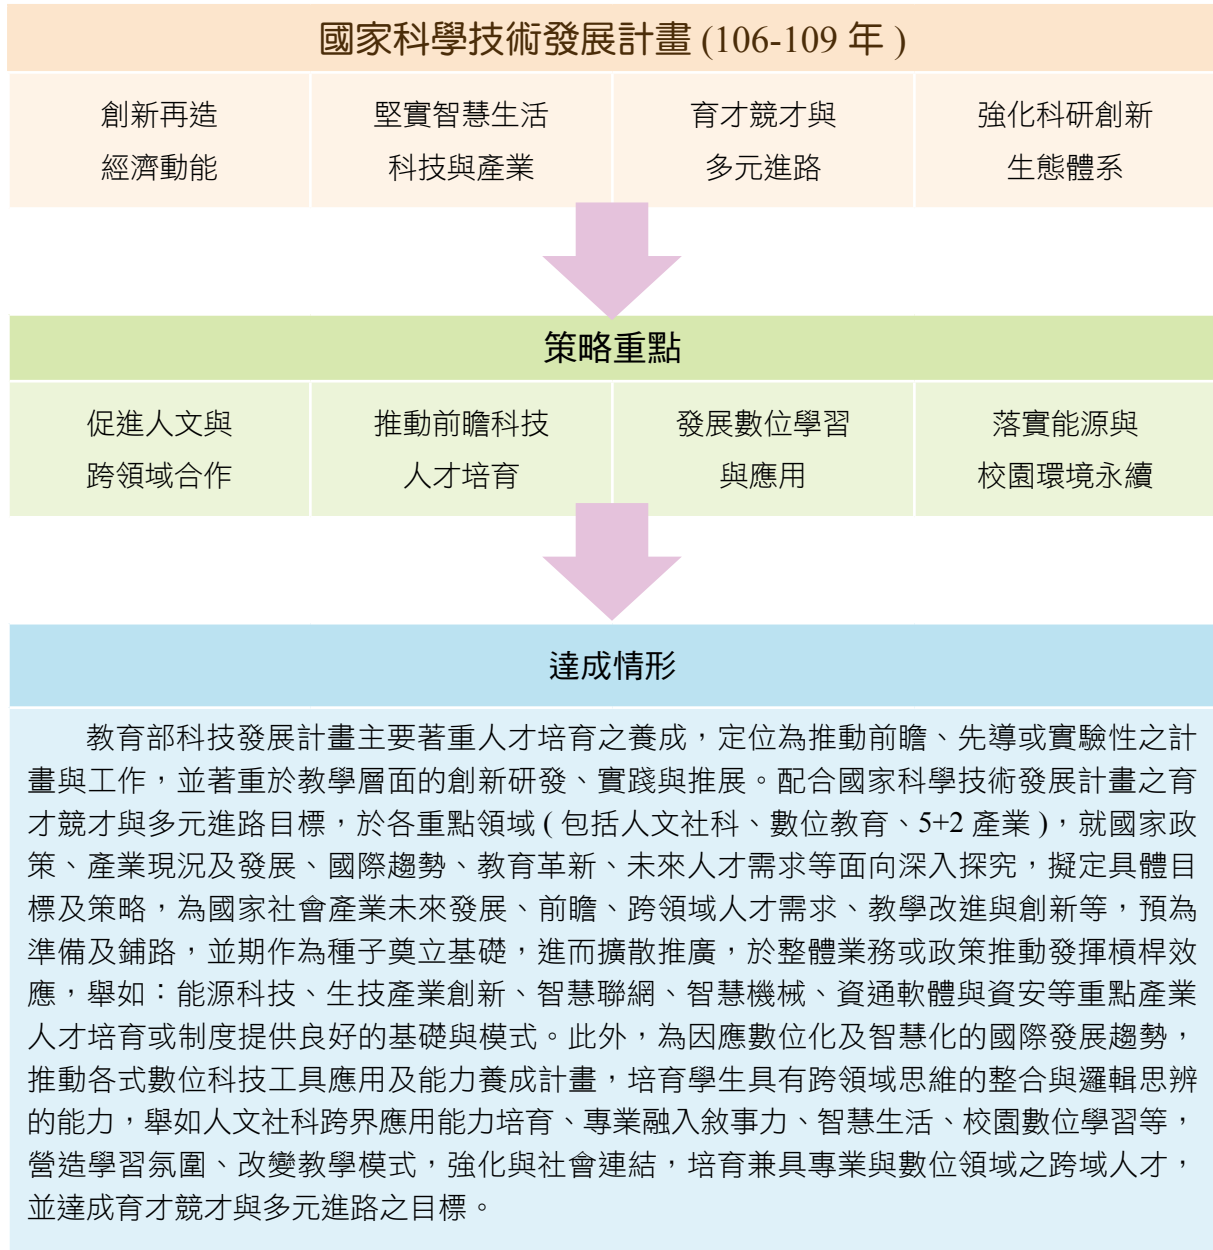 國家科學技術發展計畫 (106-109 年 )
創新再造
經濟動能
堅實智慧生活
科技與產業
育才競才與
多元進路
強化科研創新
生態體系
策略重點
促進人文與
跨領域合作
推動前瞻科技
人才培育
發展數位學習
與應用
落實能源與
校園環境永續
達成情形
教育部科技發展計畫主要著重人才培育之養成，定位為推動前瞻、先導或實驗性之計
畫與工作，並著重於教學層面的創新研發、實踐與推展。配合國家科學技術發展計畫之育
才競才與多元進路目標，於各重點領域 ( 包括人文社科、數位教育、5+2 產業 )，就國家政
策、產業現況及發展、國際趨勢、教育革新、未來人才需求等面向深入探究，擬定具體目
標及策略，為國家社會產業未來發展、前瞻、跨領域人才需求、教學改進與創新等，預為
準備及鋪路，並期作為種子奠立基礎，進而擴散推廣，於整體業務或政策推動發揮槓桿效
應，舉如：能源科技、生技產業創新、智慧聯網、智慧機械、資通軟體與資安等重點產業
人才培育或制度提供良好的基礎與模式。此外，為因應數位化及智慧化的國際發展趨勢，
推動各式數位科技工具應用及能力養成計畫，培育學生具有跨領域思維的整合與邏輯思辨
的能力，舉如人文社科跨界應用能力培育、專業融入敘事力、智慧生活、校園數位學習等，
營造學習氛圍、改變教學模式，強化與社會連結，培育兼具專業與數位領域之跨域人才，
並達成育才競才與多元進路之目標。